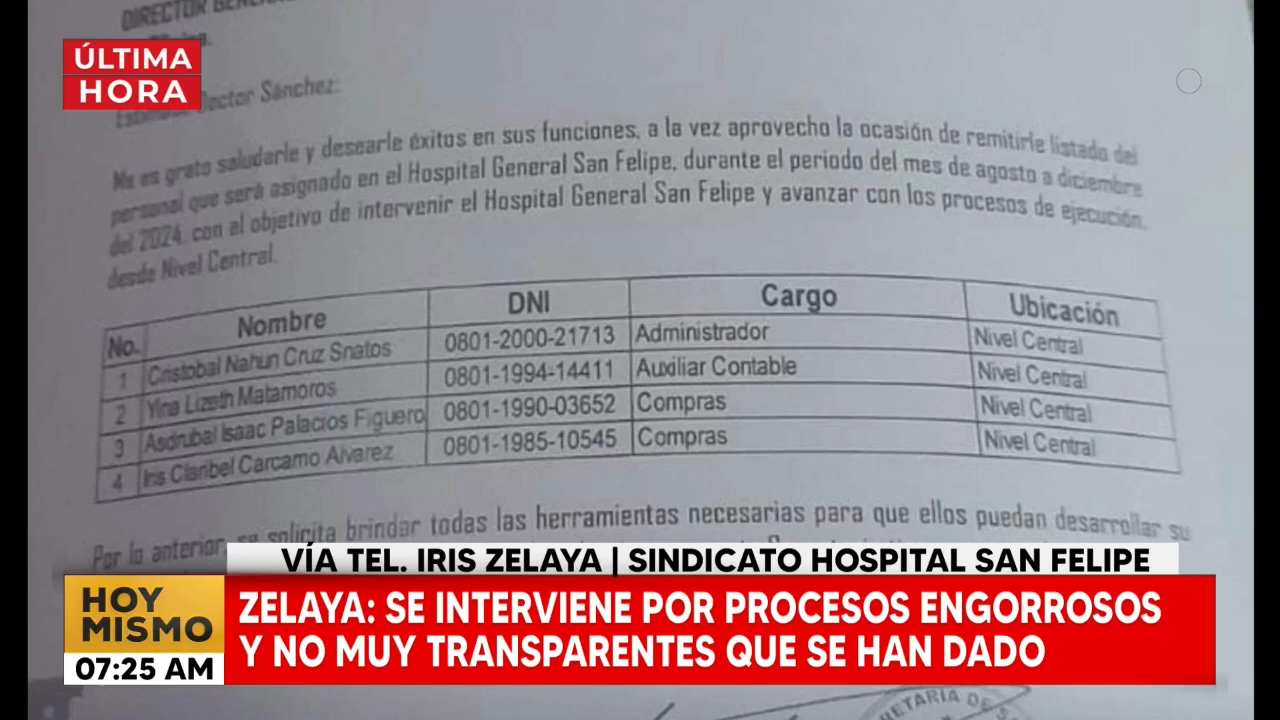 DIRECTOR
ÚLTIMA
HORA
Doctor Sánchez:
Me es grato saludarle y desearle éxitos en sus funciones, a la vez aprovecho la ocasión de remitirle listado del
personal que será asignado en el Hospital General San Felipe, durante el periodo del mes de agosto a diciembre
del 2024, con el objetivo de intervenir el Hospital General San Felipe y avanzar con los procesos de ejecución,
desde Nivel Central.
No. Nombre DNI Cargo Ubicación
1 Cristobal Nahun Cruz Snatos 0801-2000-21713 Administrador Nivel Central
2 Yina Lizeth Matamoros 0801-1994-14411 Auxiliar Contable Nivel Central
3 Asdrubal Isaac Palacios Figuero 0801-1990-03652 Compras Nivel Central
4 Iris Claribel Carcamo Alvarez 0801-1985-10545 Compras Nivel Central
Por lo anterior, se solicita brindar todas las herramientas necesarias para que ellos puedan desarrollar su
VÍA TEL. IRIS ZELAYA | SINDICATO HOSPITAL SAN FELIPE
HOY
MISMO
07:25 AM
ZELAYA: SE INTERVIENE POR PROCESOS ENGORROSOS
Y NO MUY TRANSPARENTES QUE SE HAN DADO